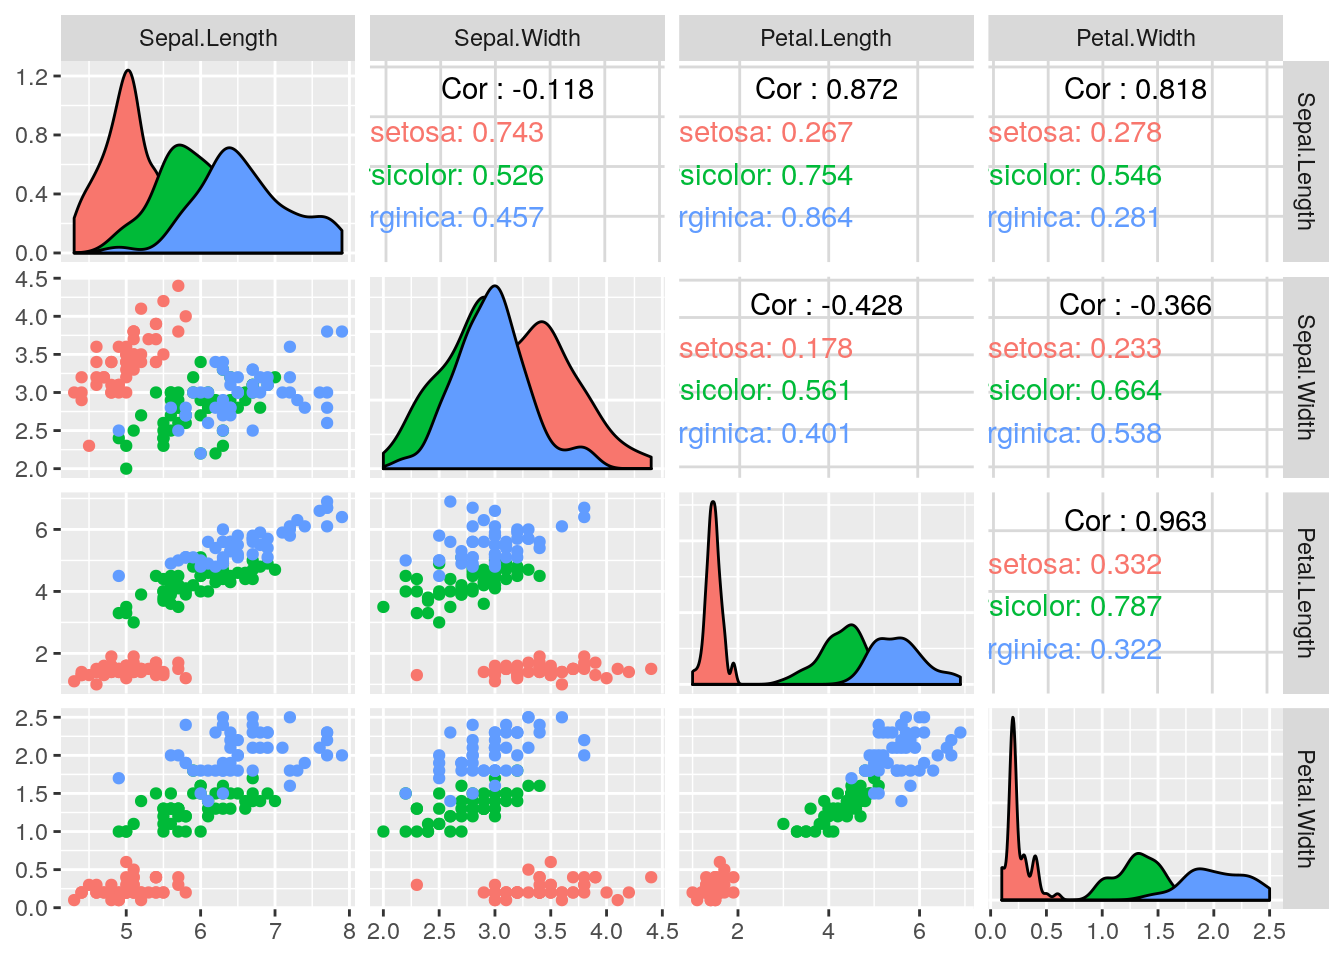 Sepal.Length Sepal.Width Petal.Length Petal.Width
1.2
0.8
0.4
0.0
Cor : -0.118
setosa: 0.743
sicolor: 0.526
rginica: 0.457
Cor : 0.872
setosa: 0.267
sicolor: 0.754
rginica: 0.864
Cor : 0.818
setosa: 0.278
sicolor: 0.546
rginica: 0.281
Sepal.Length
4.5
4.0
3.5
3.0
2.5
2.0
Cor : -0.428
setosa: 0.178
sicolor: 0.561
rginica: 0.401
Cor : -0.366
setosa: 0.233
sicolor: 0.664
rginica: 0.538
Sepal.Width
6
4
2
Cor : 0.963
setosa: 0.332
sicolor: 0.787
rginica: 0.322
Petal.Length
2.5
2.0
1.5
1.0
0.5
0.0
Petal.Width
5 6 7 8
2.0 2.5 3.0 3.5 4.0 4.5
2 4 6
0.0 0.5 1.0 1.5 2.0 2.5